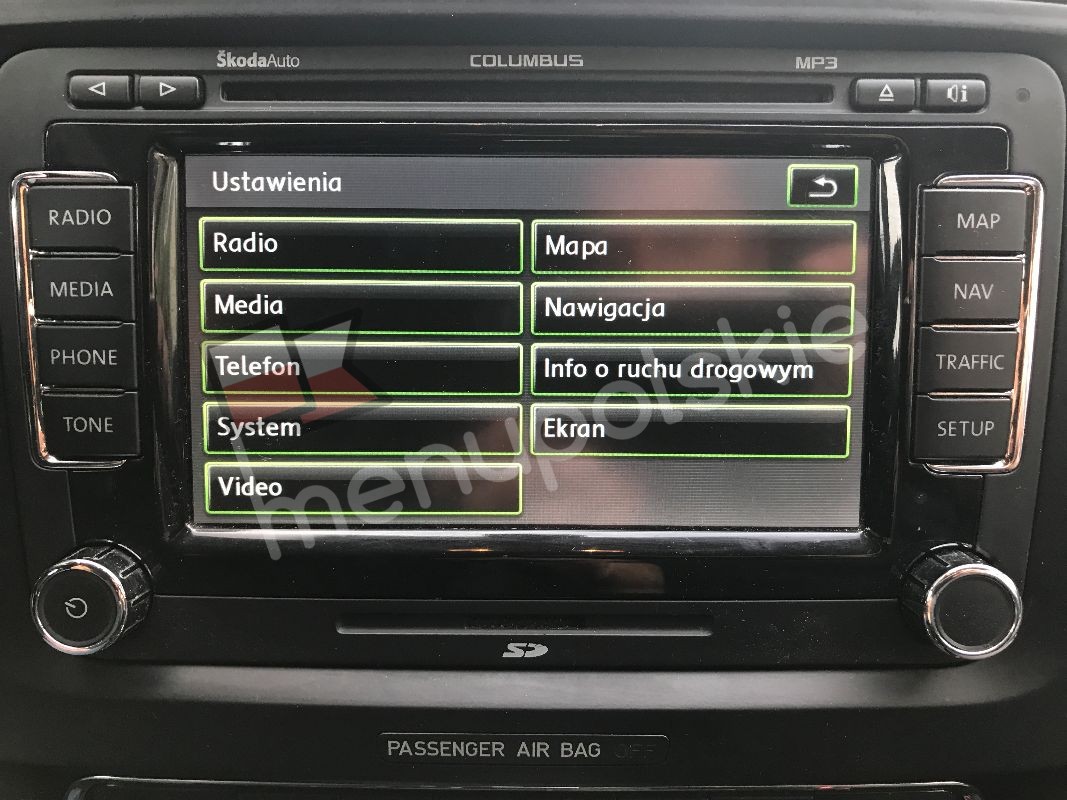 ŠkodaAuto COLUMBUS MP3
Ustawienia
RADIO
MEDIA
PHONE
TONE
Radio
Mapa
Media
Nawigacja
Telefon
Info o ruchu drogowym
System
Ekran
Video
MAP
NAV
TRAFFIC
SETUP
menupolskie
SD
PASSENGER AIR BAG OFF